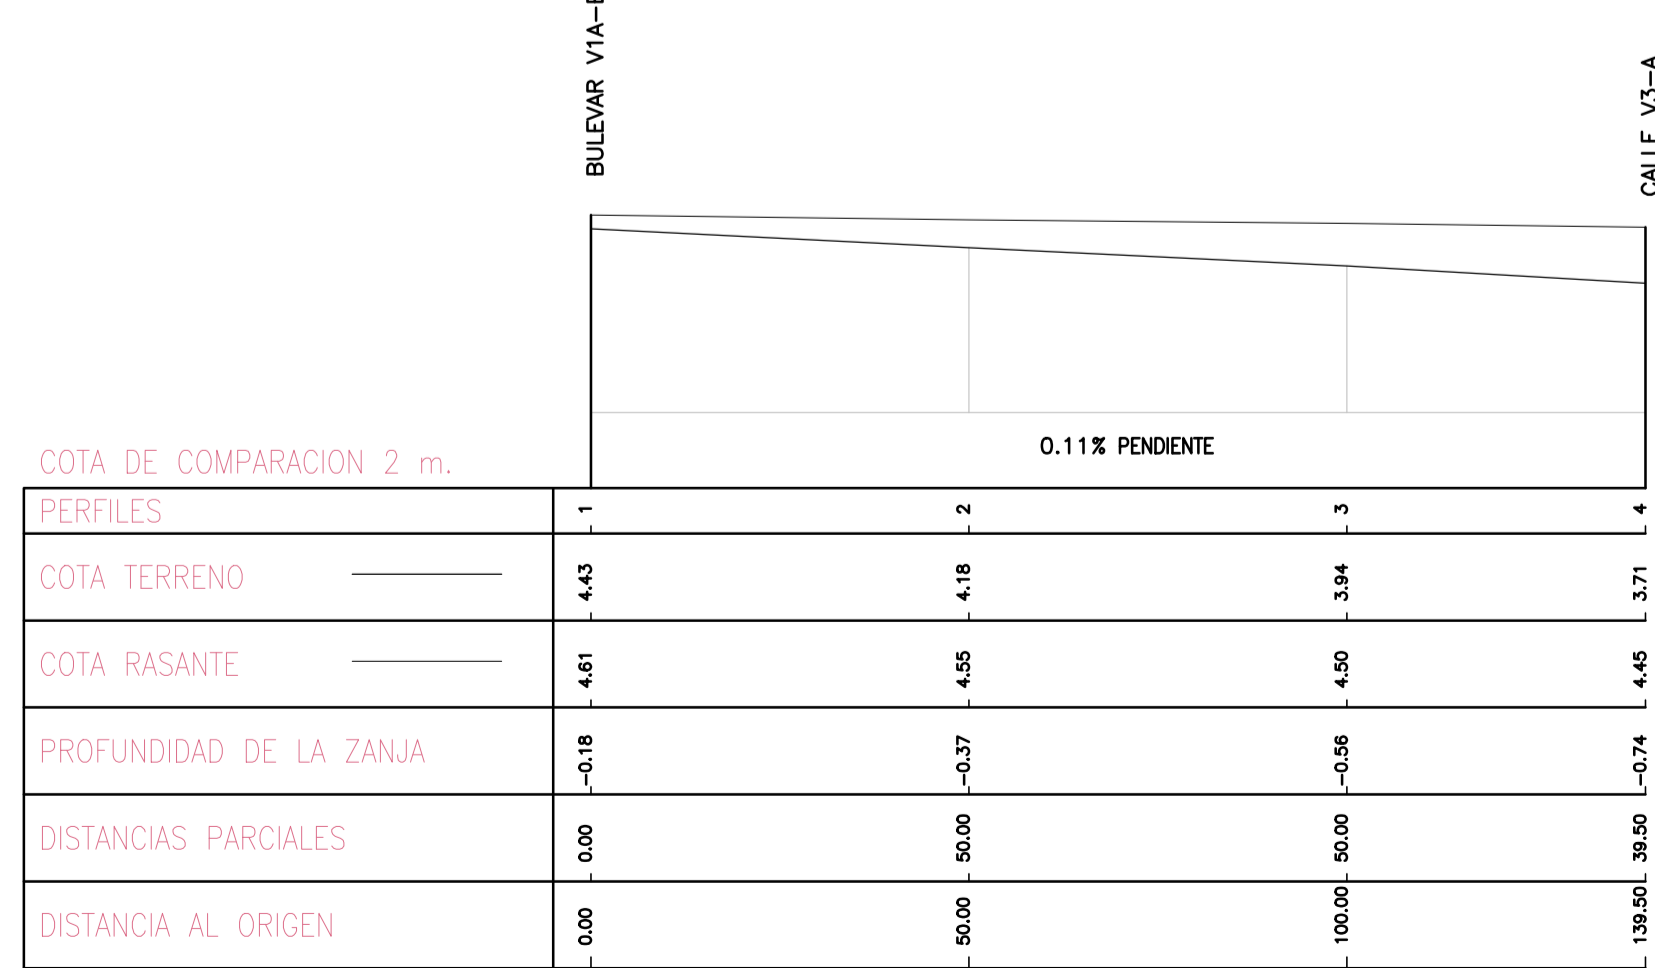 BULEVAR V1A-
CALLE V3-A
0.11% PENDIENTE
COTA DE COMPARACION 2 m.
PERFILES 1 2 3 4
COTA TERRENO 4.43 4.18 3.94 3.71
COTA RASANTE 4.61 4.55 4.50 4.45
PROFUNDIDAD DE LA ZANJA -0.18 -0.37 -0.56 -0.74
DISTANCIAS PARCIALES 0.00 50.00 50.00 39.50
DISTANCIA AL ORIGEN 0.00 50.00 100.00 139.50